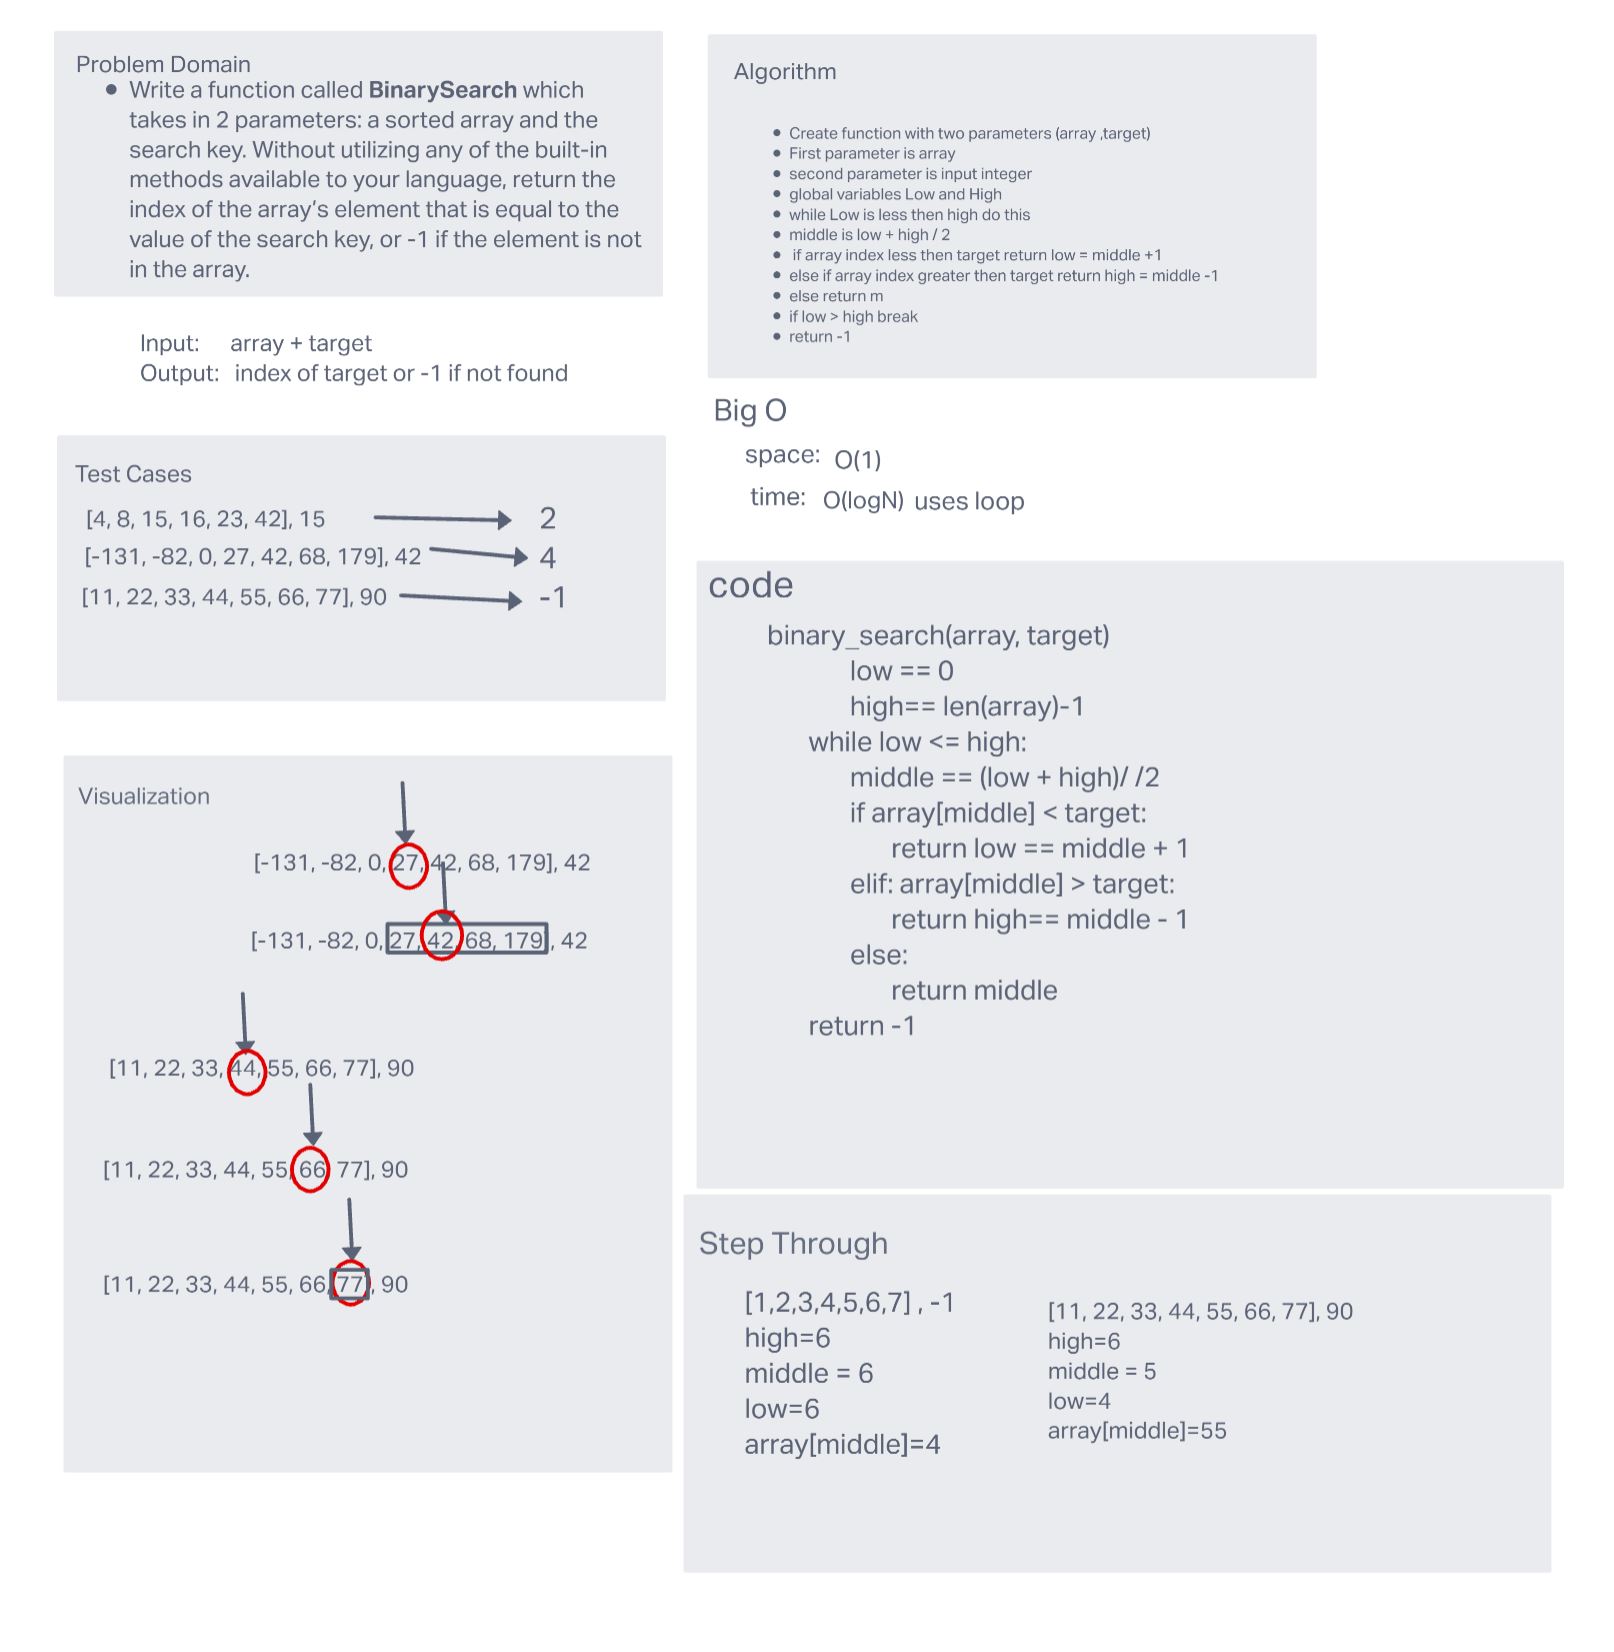 Problem Domain
• Write a function called BinarySearch which
takes in 2 parameters: a sorted array and the
search key. Without utilizing any of the built-in
methods available to your language, return the
index of the array’s element that is equal to the
value of the search key, or -1 if the element is not
in the array.
Input: array + target
Output: index of target or -1 if not found
Test Cases
[4, 8, 15, 16, 23, 42], 15 2
[-131, -82, 0, 27, 42, 68, 179], 42 4
[11, 22, 33, 44, 55, 66, 77], 90 -1
Visualization
[-131, -82, 0, 27, 42, 68, 179], 42
[-131, -82, 0, 27, 42, 68, 179], 42
[11, 22, 33, 44, 55, 66, 77], 90
[11, 22, 33, 44, 55, 66, 77], 90
[11, 22, 33, 44, 55, 66, 77], 90
Algorithm
• Create function with two parameters (array ,target)
• First parameter is array
• second parameter is input integer
• global variables Low and High
• while Low is less then high do this
• middle is low + high / 2
• if array index less then target return low = middle +1
• else if array index greater then target return high = middle -1
• else return m
• if low > high break
• return -1
Big O
space: O(1)
time: O(logN) uses loop
code
binary_search(array, target)
low == 0
high== len(array)-1
while low <= high:
middle == (low + high)/ /2
if array[middle] < target:
return low == middle + 1
elif: array[middle] > target:
return high== middle - 1
else:
return middle
return -1
Step Through
[1,2,3,4,5,6,7] , -1
high=6
middle = 6
low=6
array[middle]=4
[11, 22, 33, 44, 55, 66, 77], 90
high=6
middle = 5
low=4
array[middle]=55